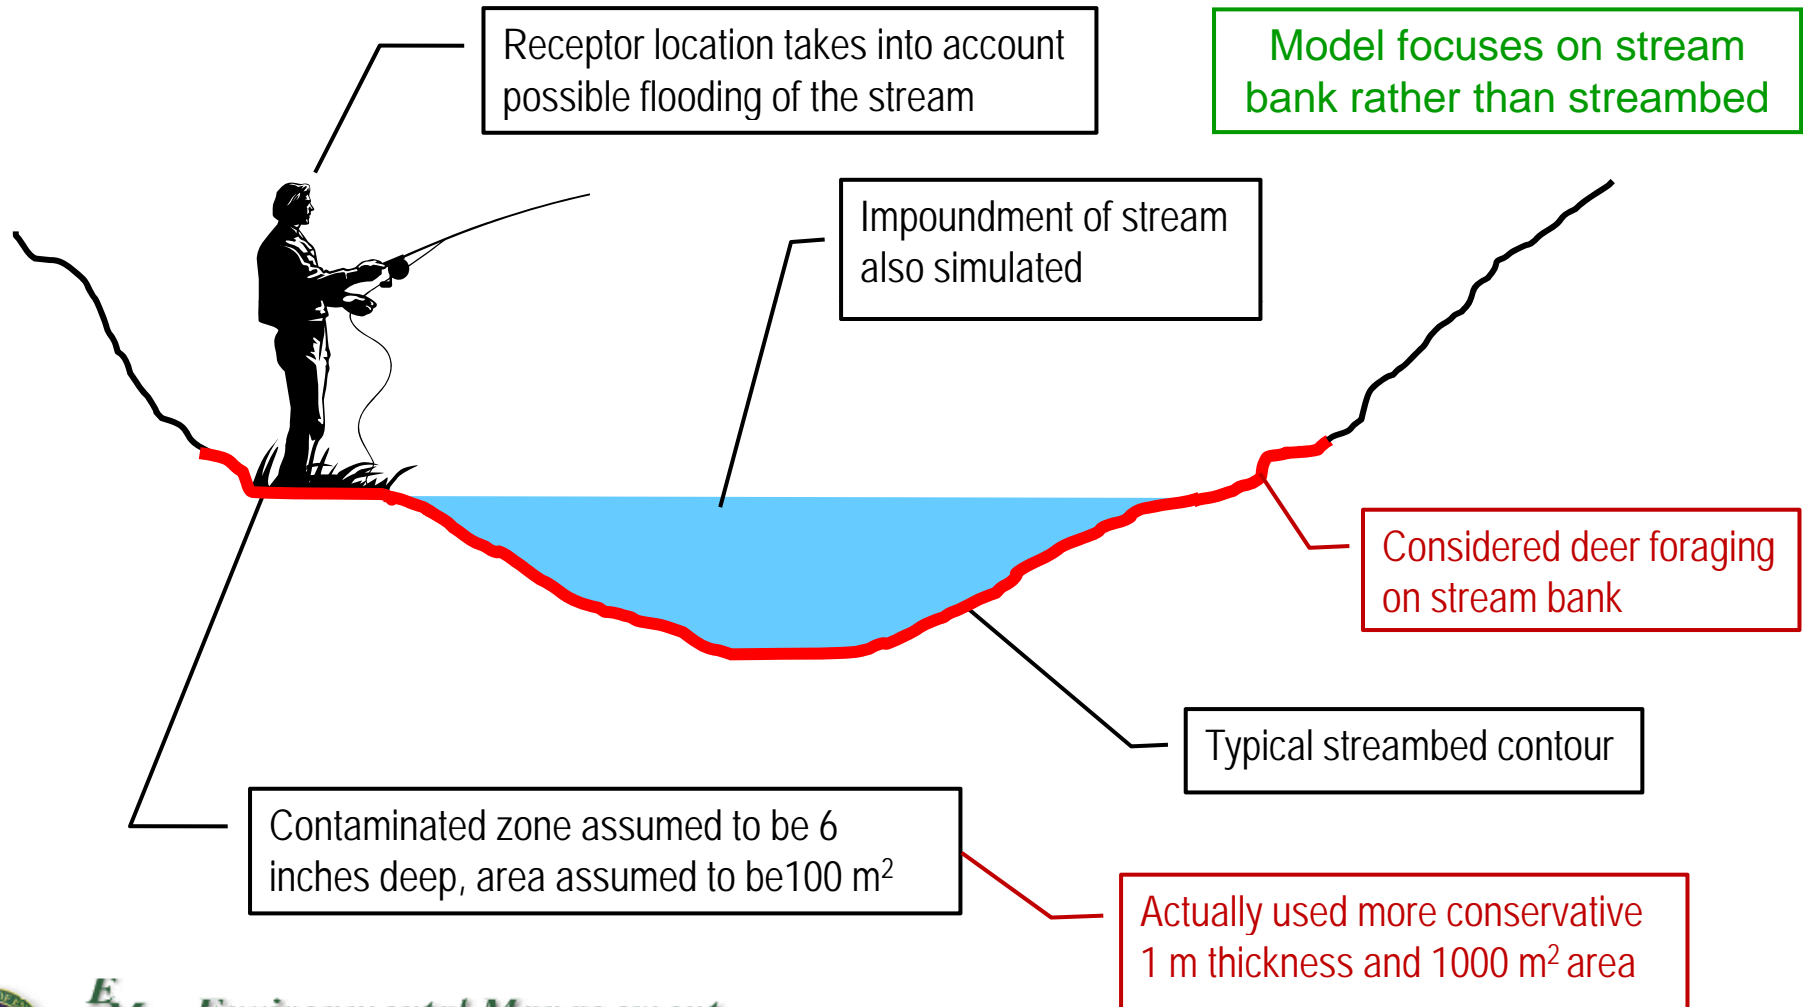 Receptor location takes into account
possible flooding of the stream
Model focuses on stream
bank rather than streambed
Impoundment of stream
also simulated
Considered deer foraging
on stream bank
Typical streambed contour
Contaminated zone assumed to be 6
inches deep, area assumed to be100 m²
Actually used more conservative
1 m thickness and 1000 m² area